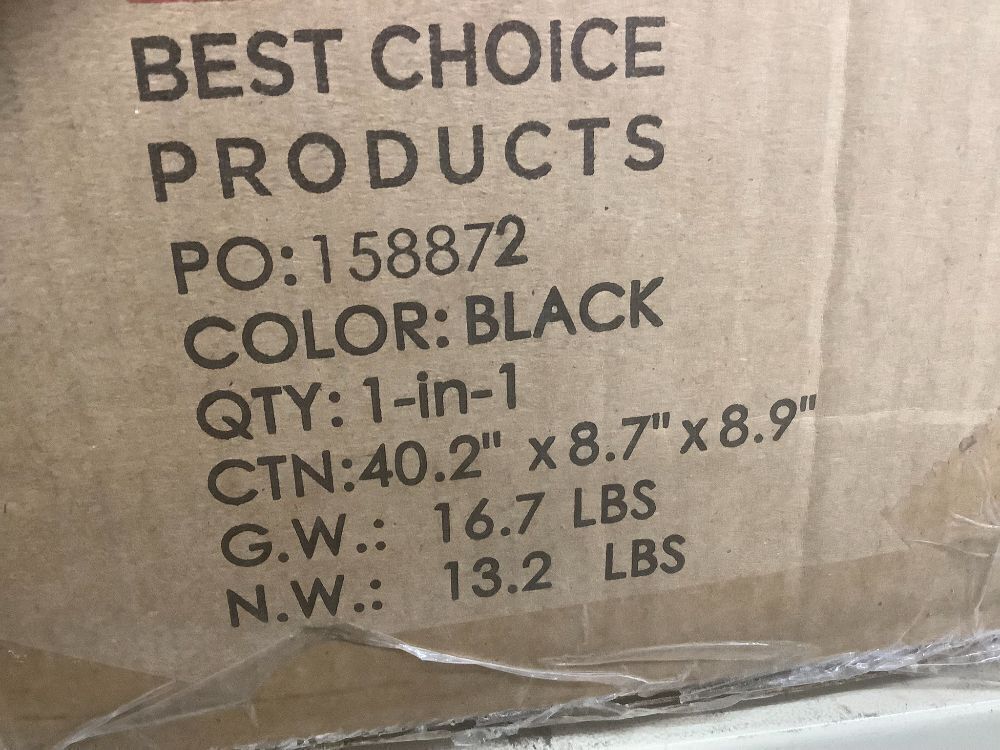 BEST CHOICE
PRODUCTS
PO:158872
COLOR: BLACK
QTY: 1-in-1
CTN:40.2" x 8.7" x 8.9"
G.W.: 16.7 LBS
N.W.: 13.2 LBS